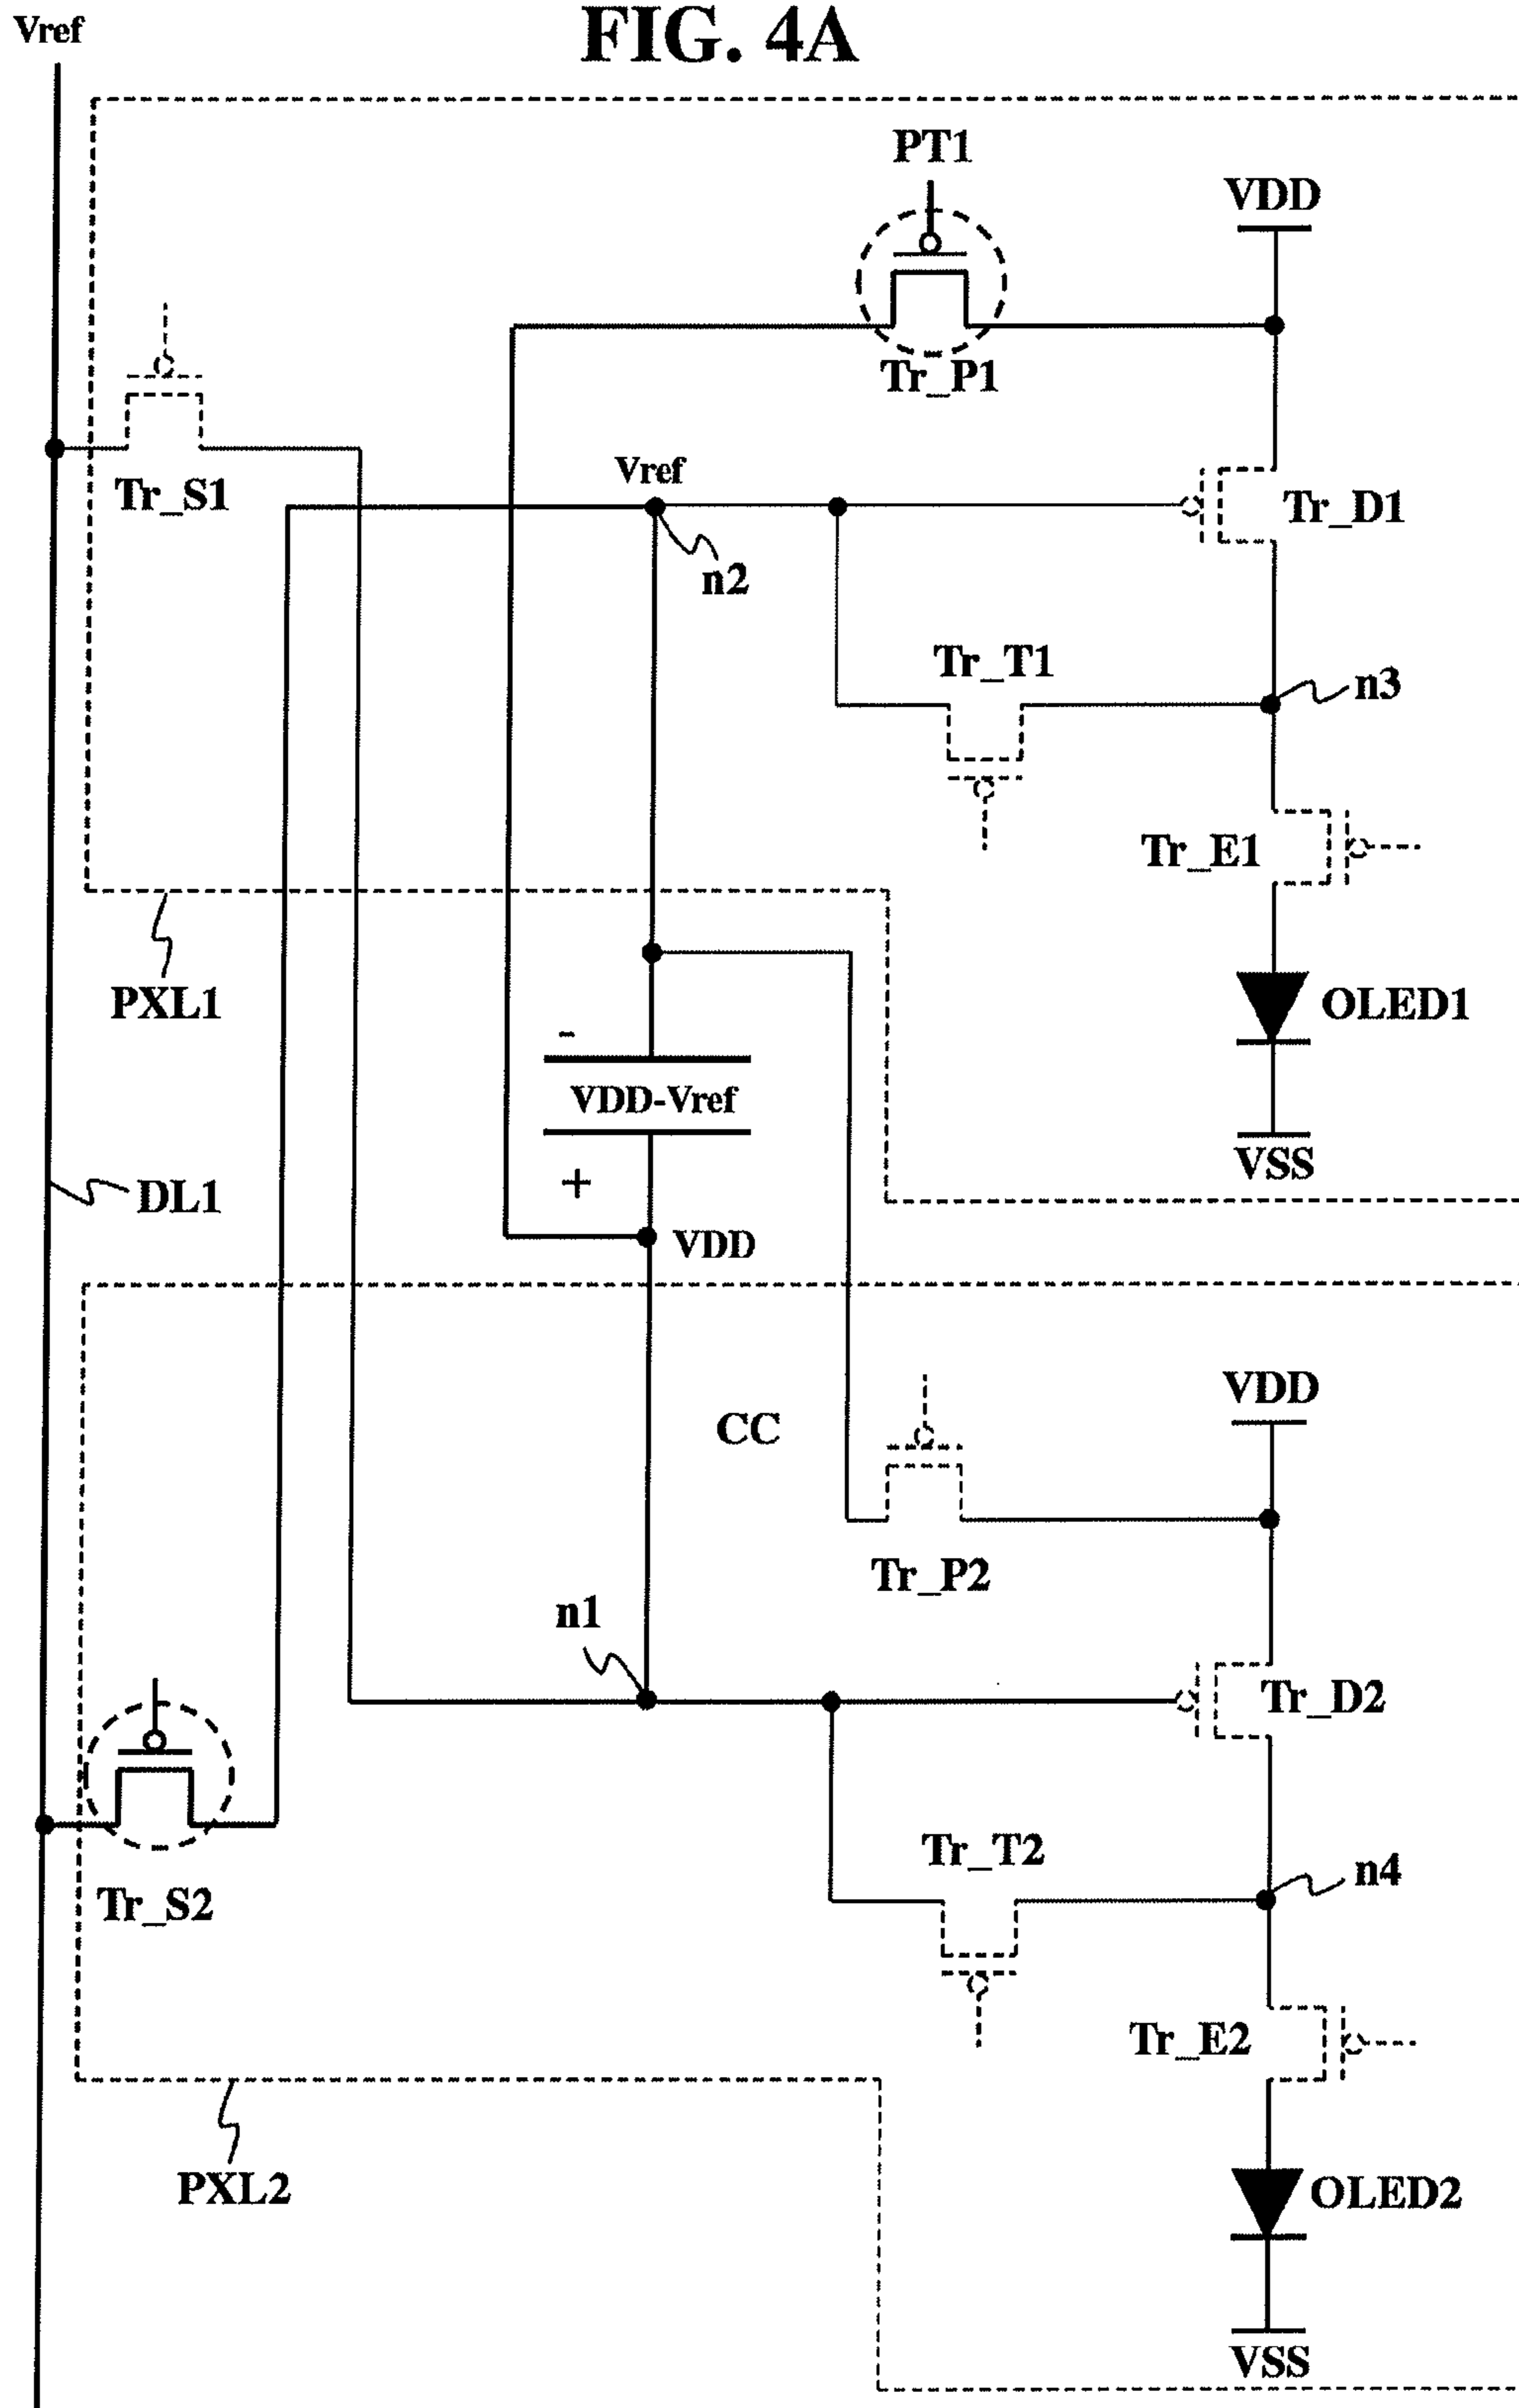 FIG. 4A
Vref
PT1
VDD
Tr_P1
Tr_S1
Vref
Tr_D1
n2
Tr_T1
n3
Tr_E1
PXL1
OLED1
-
VDD-Vref
VSS
+
DL1
VDD
VDD
CC
Tr_P2
n1
Tr_D2
Tr_T2
n4
Tr_S2
Tr_E2
PXL2
OLED2
VSS